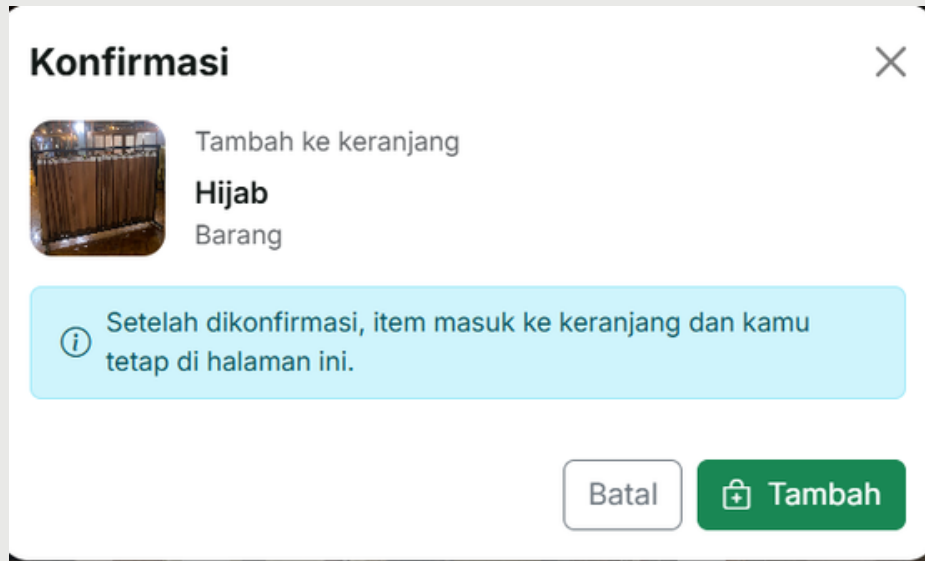 Konfirmasi
Tambah ke keranjang
Hijab
Barang
Setelah dikonfirmasi, item masuk ke keranjang dan kamu
tetap di halaman ini.
Batal
Tambah